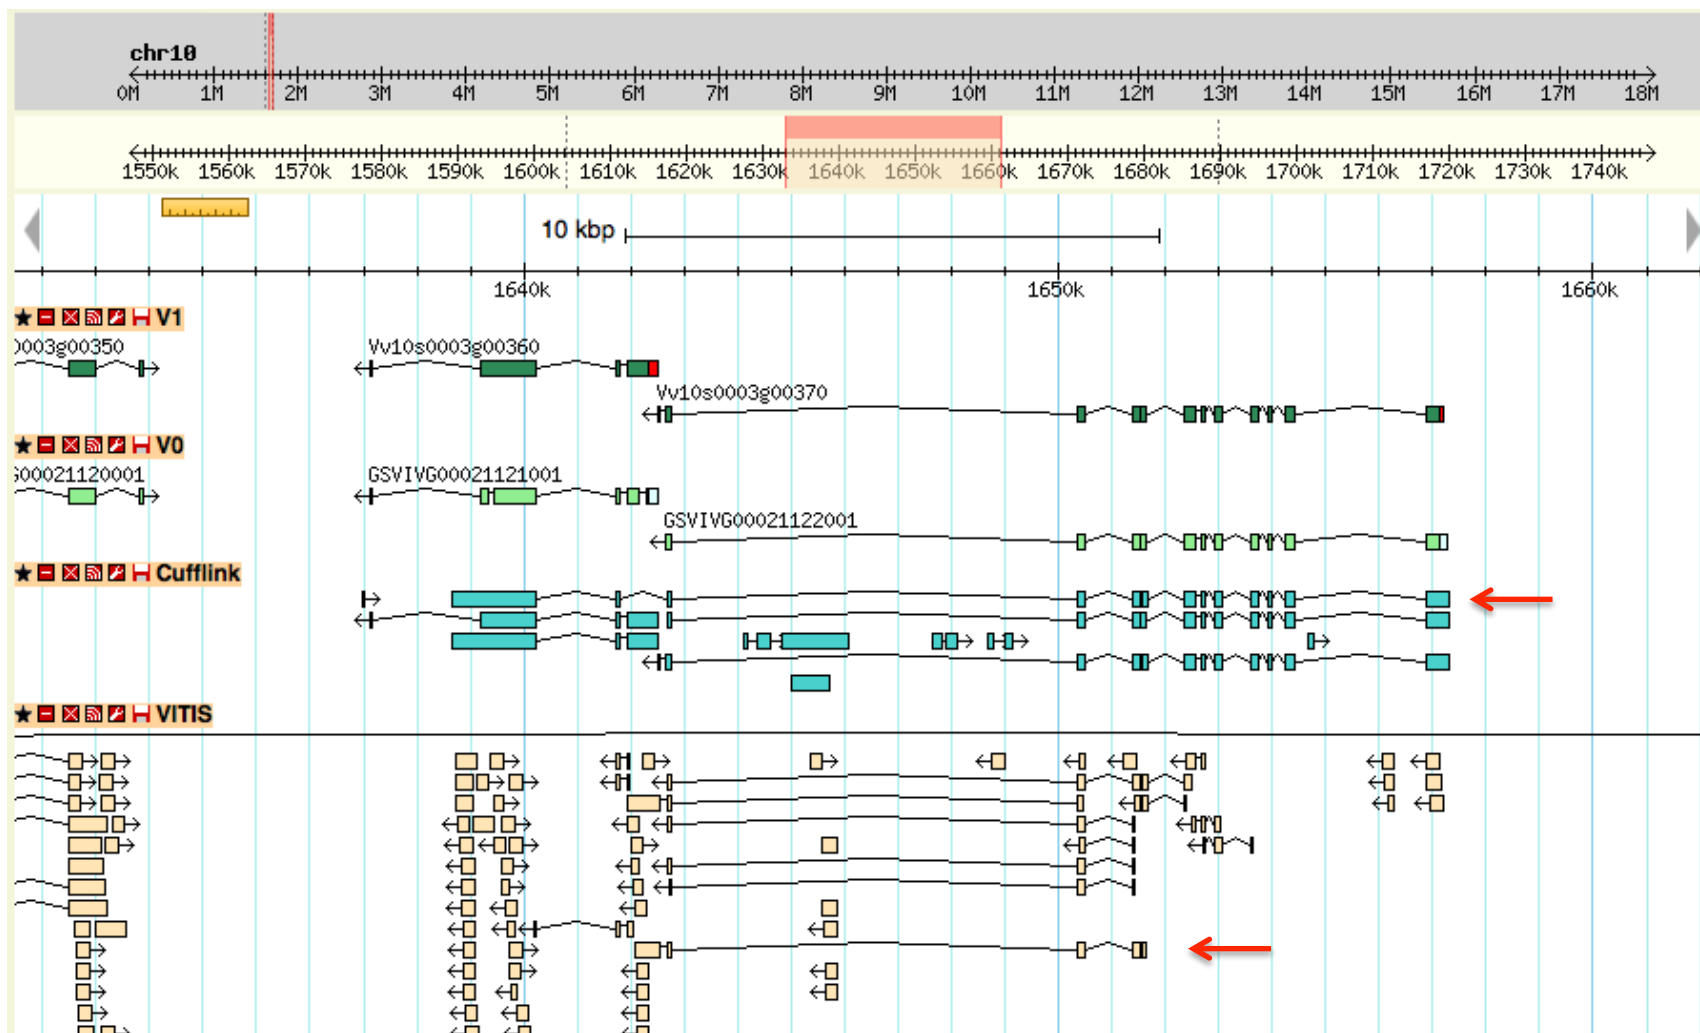 chr10
0M 1M 2M 3M 4M 5M 6M 7M 8M 9M 10M 11M 12M 13M 14M 15M 16M 17M 18M
1550k 1560k 1570k 1580k 1590k 1600k 1610k 1620k 1630k 1640k 1650k 1660k 1670k 1680k 1690k 1700k 1710k 1720k 1730k 1740k
10 kbp
1640k 1650k 1660k
V1
0003g00350 Vv10s0003g00360
Vv10s0003g00370
V0
G00021120001 GSVIVG00021121001
GSVIVG00021122001
Cufflink
VITIS